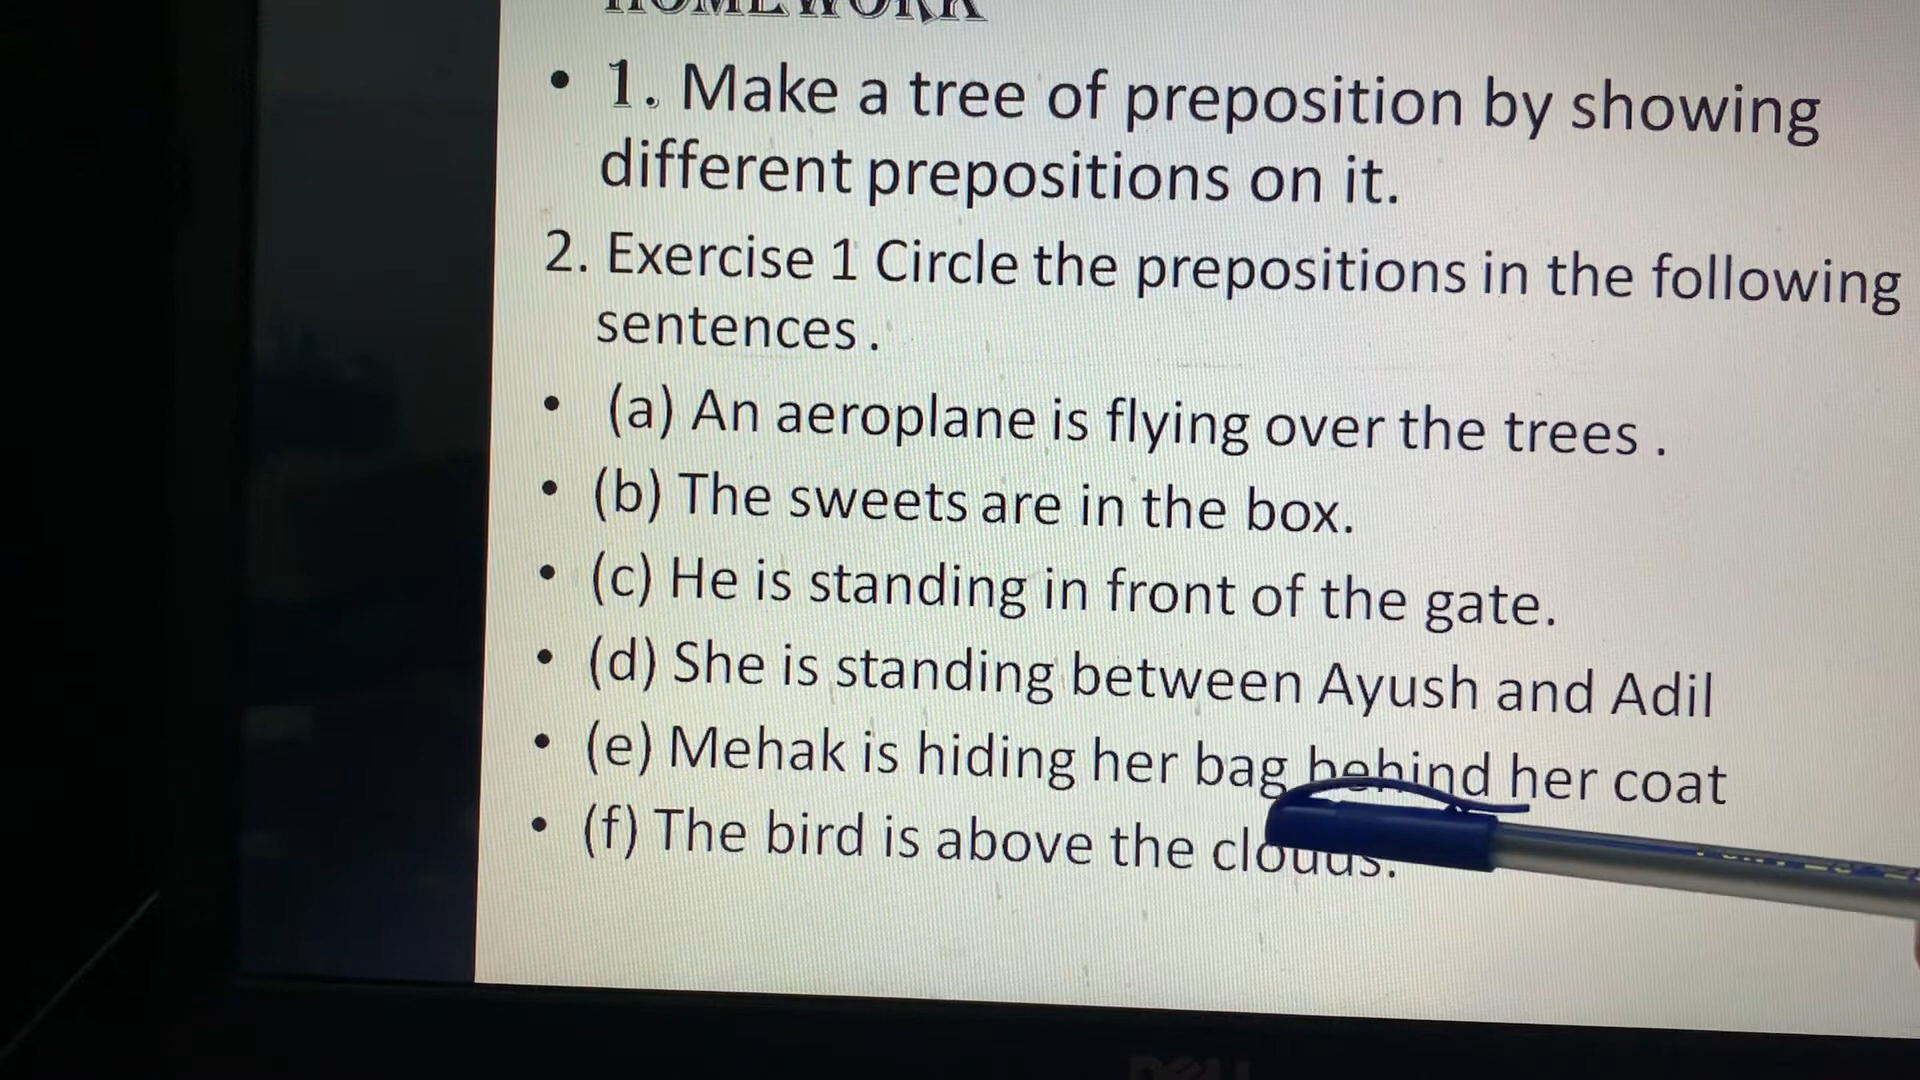 HOMEWORK
• 1. Make a tree of preposition by showing
different prepositions on it.
2. Exercise 1 Circle the prepositions in the following
sentences .
• (a) An aeroplane is flying over the trees .
• (b) The sweets are in the box.
• (c) He is standing in front of the gate.
• (d) She is standing between Ayush and Adil
• (e) Mehak is hiding her bag behind her coat
• (f) The bird is above the clouds.
DELL